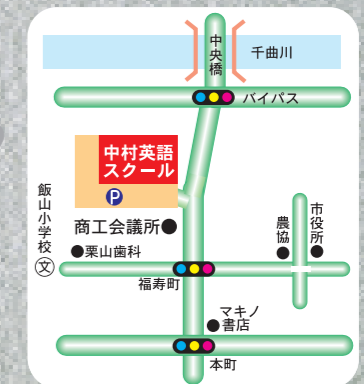 中央橋
千曲川
バイパス
中村英語
スクール
P
飯山小学校
文
商工会議所
栗山歯科
農協
市役所
福寿町
マキノ
書店
本町